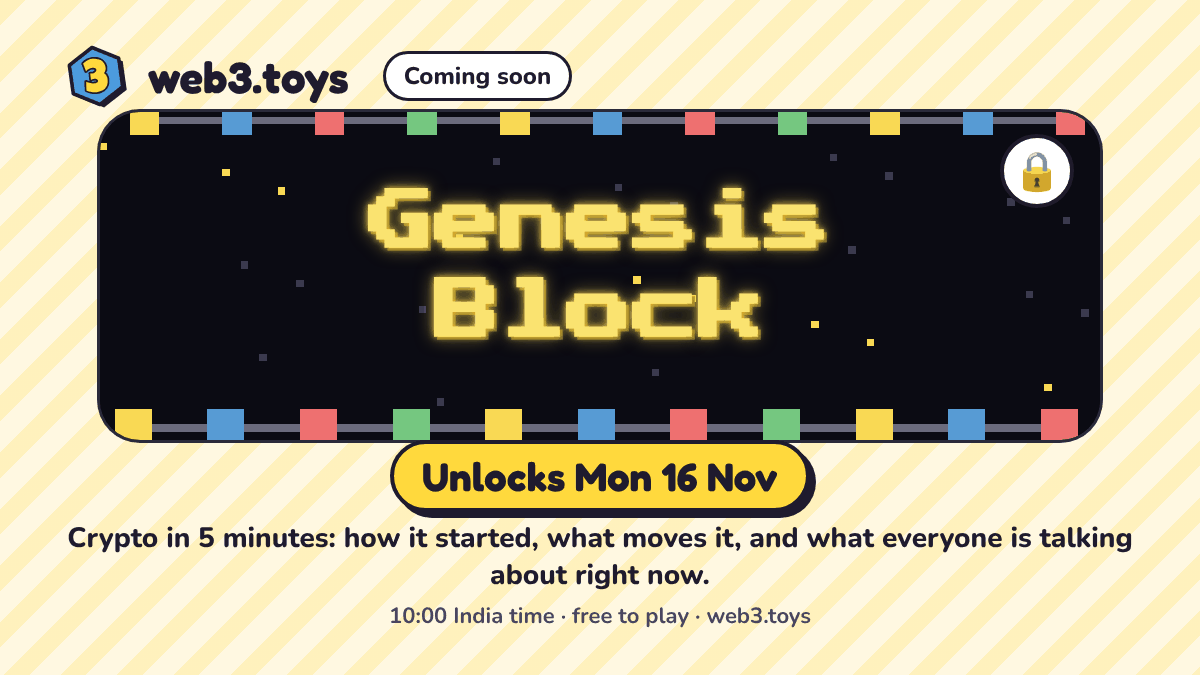 3 web3.toys
Coming soon
Genesis
Block
Unlocks Mon 16 Nov
Crypto in 5 minutes: how it started, what moves it, and what everyone is talking
about right now.
10:00 India time · free to play · web3.toys